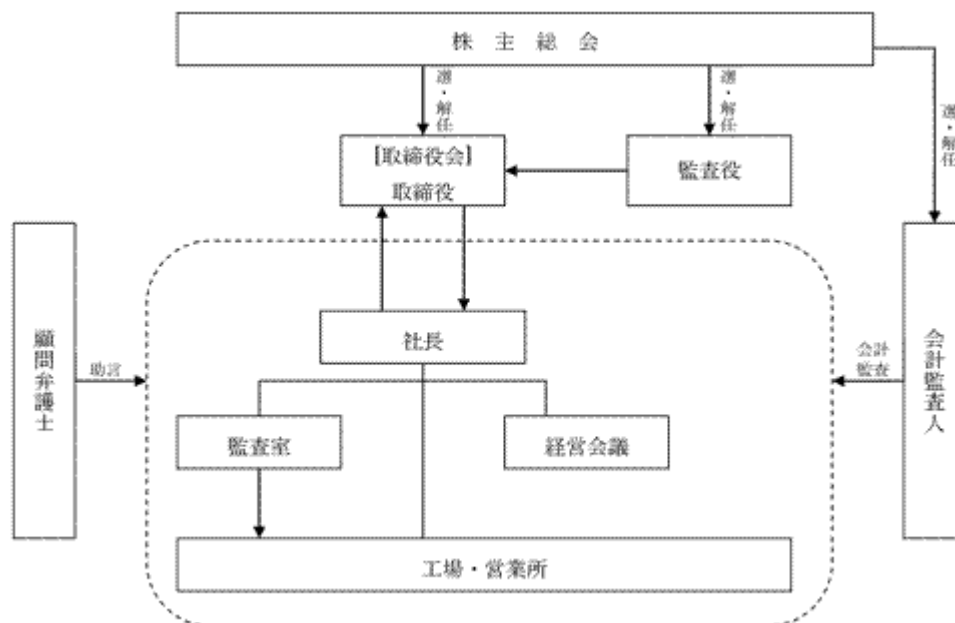 株主総会
選・解任
選・解任
選・解任
[取締役会]
取締役
監査役
顧問弁護士
助言
社長
会計
監査
会計監査人
監査室
経営会議
工場・営業所